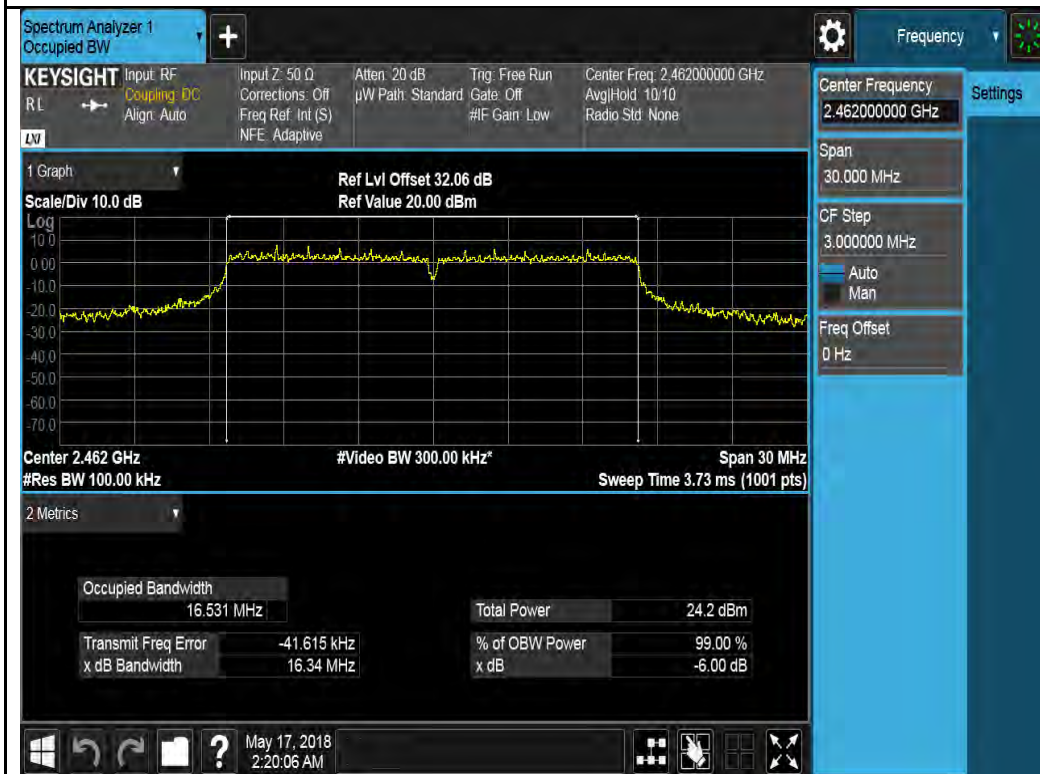 Spectrum Analyzer 1
Occupied BW
+
Frequency
KEYSIGHT
R L
LXI
Input: RF
Coupling: DC
Align: Auto
Input Z: 50 Ω
Corrections: Off
Freq Ref: Int (S)
NFE: Adaptive
Atten: 20 dB
µW Path: Standard
Trig: Free Run
Gate: Off
#IF Gain: Low
Center Freq: 2.462000000 GHz
Avg|Hold: 10/10
Radio Std: None
Center Frequency
2.462000000 GHz
Settings
Span
30.000 MHz
CF Step
3.000000 MHz
Auto
Man
Freq Offset
0 Hz
1 Graph
Scale/Div 10.0 dB
Ref Lvl Offset 32.06 dB
Ref Value 20.00 dBm
Log
10.0
0.00
-10.0
-20.0
-30.0
-40.0
-50.0
-60.0
-70.0
Center 2.462 GHz
#Video BW 300.00 kHz*
Span 30 MHz
#Res BW 100.00 kHz
Sweep Time 3.73 ms (1001 pts)
2 Metrics
Occupied Bandwidth
16.531 MHz
Total Power 24.2 dBm
Transmit Freq Error -41.615 kHz
% of OBW Power 99.00 %
x dB Bandwidth 16.34 MHz
x dB -6.00 dB
?
May 17, 2018
2:20:06 AM